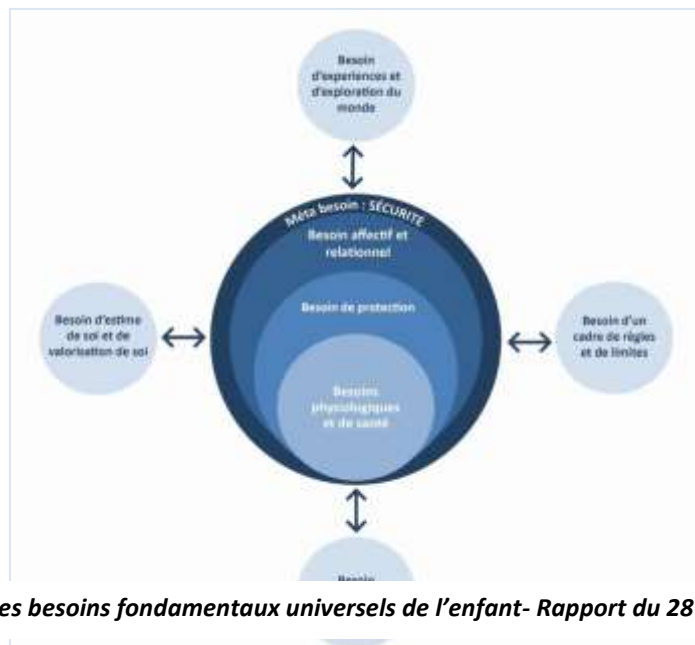 Besoin
d'experiences et
d'exploration du
monde
Méta besoin : SÉCURITÉ
Besoin affectif et
relationnel
Besoin de protection
Besoins
physiologiques
et de santé
Besoin d'estime
de soi et de
valorisation de soi
Besoin d'un
cadre de règles
et de limites
Besoin
es besoins fondamentaux universels de l'enfant- Rapport du 28